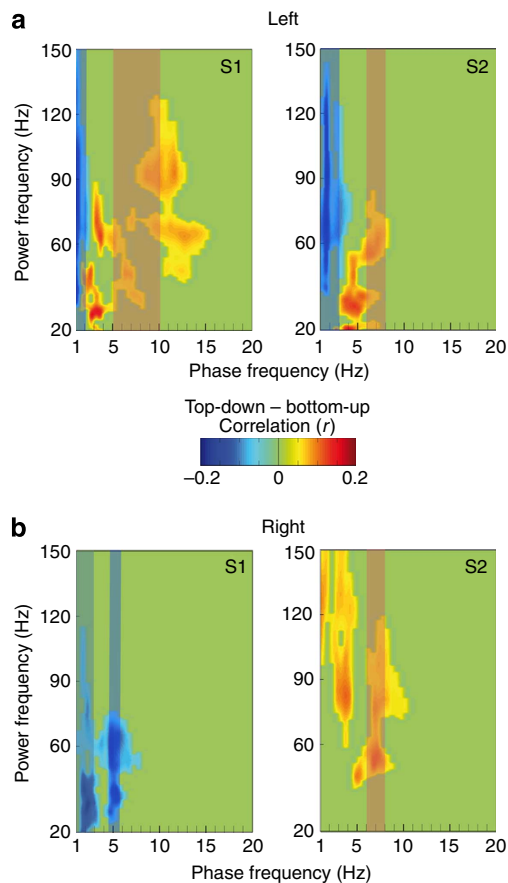 a
Left
S1
S2
150
120
90
60
20
Power frequency (Hz)
1 5 10 15 20
150
120
90
60
20
1 5 10 15 20
Phase frequency (Hz)
Top-down – bottom-up
Correlation (r)
–0.2 0 0.2
b
Right
S1
S2
150
120
90
60
20
Power frequency (Hz)
1 5 10 15 20
150
120
90
60
20
1 5 10 15 20
Phase frequency (Hz)